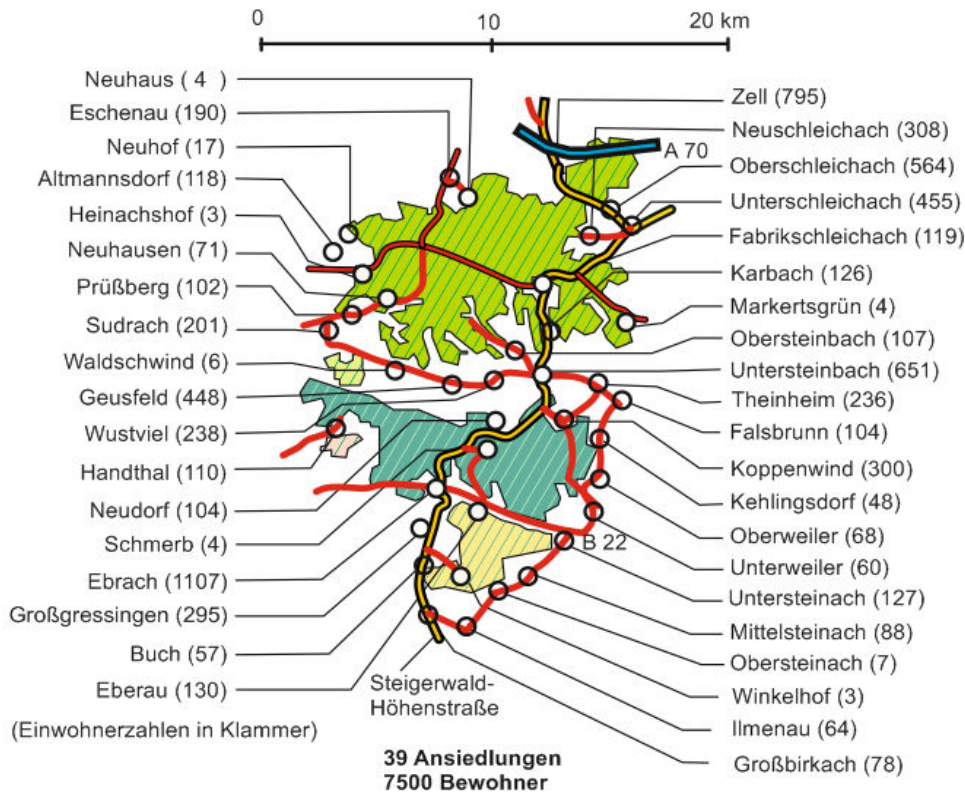 0 10 20 km
Neuhaus ( 4 )
Eschenau (190)
Neuhof (17)
Altmannsdorf (118)
Heinachshof (3)
Neuhausen (71)
Prüßberg (102)
Sudrach (201)
Waldschwind (6)
Geusfeld (448)
Wustviel (238)
Handthal (110)
Neudorf (104)
Schmerb (4)
Ebrach (1107)
Großgressingen (295)
Buch (57)
Eberau (130)
(Einwohnerzahlen in Klammer)
Steigerwald-
Höhenstraße
39 Ansiedlungen
7500 Bewohner
A 70
B 22
Zell (795)
Neuschleichach (308)
Oberschleichach (564)
Unterschleichach (455)
Fabrikschleichach (119)
Karbach (126)
Markertsgrün (4)
Obersteinbach (107)
Untersteinbach (651)
Theinheim (236)
Falsbrunn (104)
Koppenwind (300)
Kehlingsdorf (48)
Oberweiler (68)
Unterweiler (60)
Untersteinach (127)
Mittelsteinach (88)
Obersteinach (7)
Winkelhof (3)
Ilmenau (64)
Großbirkach (78)